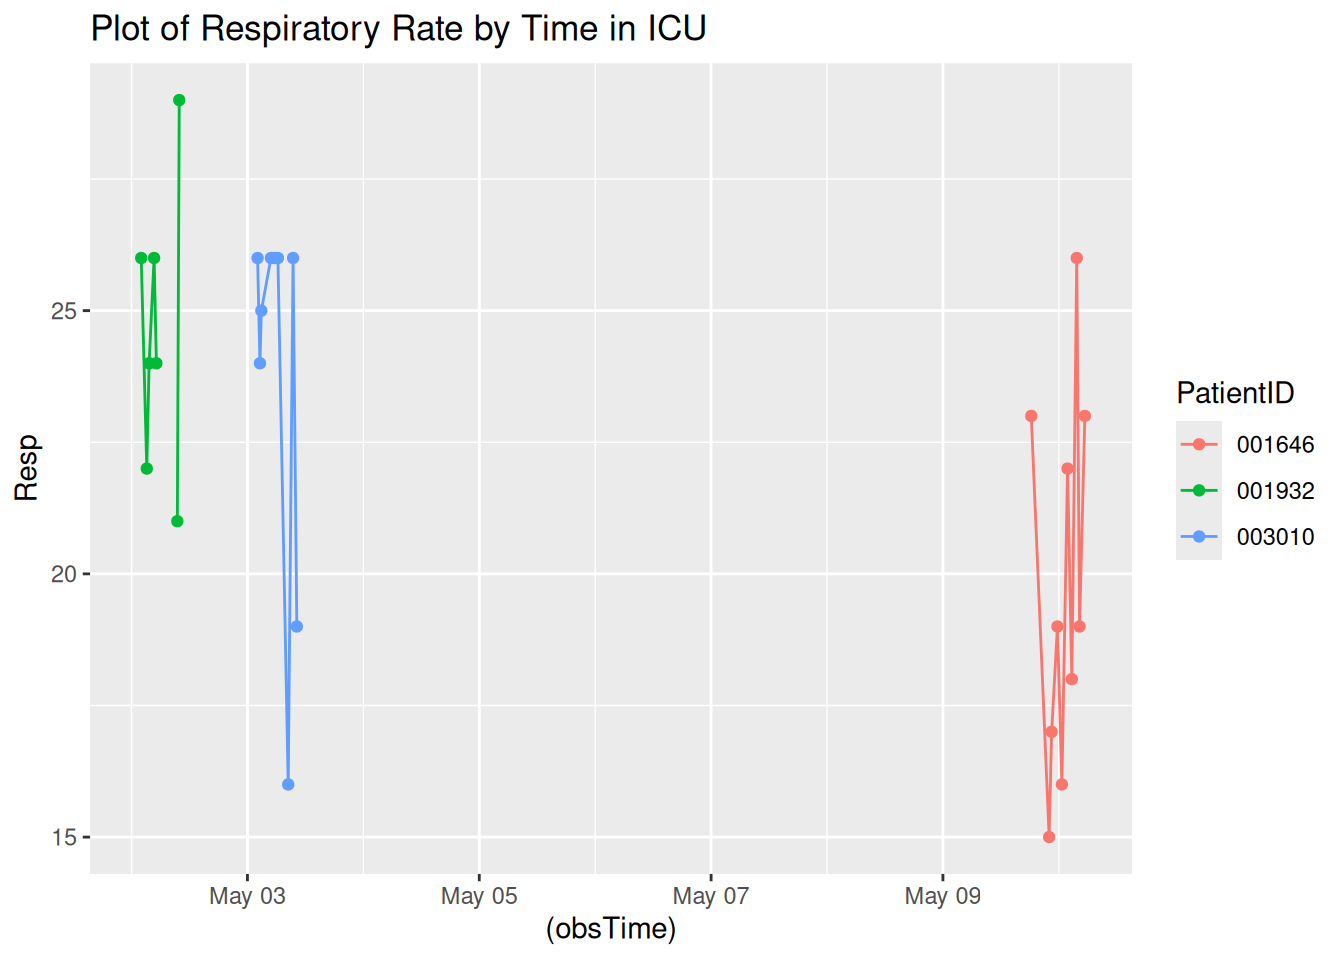 Plot of Respiratory Rate by Time in ICU
Resp
25
20
15
May 03
May 05
May 07
May 09
(obsTime)
PatientID
001646
001932
003010